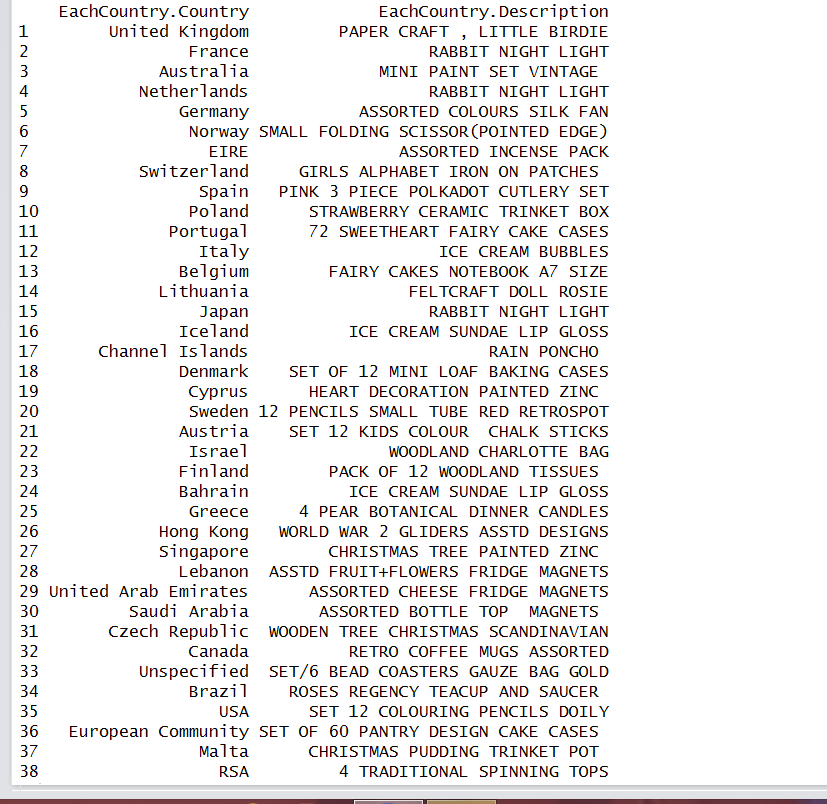 EachCountry.Country EachCountry.Description
1 United Kingdom PAPER CRAFT , LITTLE BIRDIE
2 France RABBIT NIGHT LIGHT
3 Australia MINI PAINT SET VINTAGE
4 Netherlands RABBIT NIGHT LIGHT
5 Germany ASSORTED COLOURS SILK FAN
6 Norway SMALL FOLDING SCISSOR(POINTED EDGE)
7 EIRE ASSORTED INCENSE PACK
8 Switzerland GIRLS ALPHABET IRON ON PATCHES
9 Spain PINK 3 PIECE POLKADOT CUTLERY SET
10 Poland STRAWBERRY CERAMIC TRINKET BOX
11 Portugal 72 SWEETHEART FAIRY CAKE CASES
12 Italy ICE CREAM BUBBLES
13 Belgium FAIRY CAKES NOTEBOOK A7 SIZE
14 Lithuania FELTCRAFT DOLL ROSIE
15 Japan RABBIT NIGHT LIGHT
16 Iceland ICE CREAM SUNDAE LIP GLOSS
17 Channel Islands RAIN PONCHO
18 Denmark SET OF 12 MINI LOAF BAKING CASES
19 Cyprus HEART DECORATION PAINTED ZINC
20 Sweden 12 PENCILS SMALL TUBE RED RETROSPOT
21 Austria SET 12 KIDS COLOUR  CHALK STICKS
22 Israel WOODLAND CHARLOTTE BAG
23 Finland PACK OF 12 WOODLAND TISSUES
24 Bahrain ICE CREAM SUNDAE LIP GLOSS
25 Greece 4 PEAR BOTANICAL DINNER CANDLES
26 Hong Kong WORLD WAR 2 GLIDERS ASSTD DESIGNS
27 Singapore CHRISTMAS TREE PAINTED ZINC
28 Lebanon ASSTD FRUIT+FLOWERS FRIDGE MAGNETS
29 United Arab Emirates ASSORTED CHEESE FRIDGE MAGNETS
30 Saudi Arabia ASSORTED BOTTLE TOP  MAGNETS
31 Czech Republic WOODEN TREE CHRISTMAS SCANDINAVIAN
32 Canada RETRO COFFEE MUGS ASSORTED
33 Unspecified SET/6 BEAD COASTERS GAUZE BAG GOLD
34 Brazil ROSES REGENCY TEACUP AND SAUCER
35 USA SET 12 COLOURING PENCILS DOILY
36 European Community SET OF 60 PANTRY DESIGN CAKE CASES
37 Malta CHRISTMAS PUDDING TRINKET POT
38 RSA 4 TRADITIONAL SPINNING TOPS